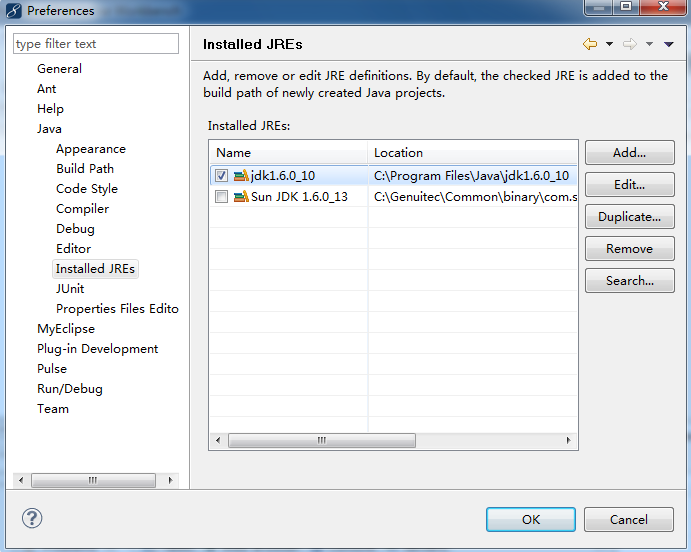 Preferences
type filter text
General
Ant
Help
Java
Appearance
Build Path
Code Style
Compiler
Debug
Editor
Installed JREs
JUnit
Properties Files Edito
MyEclipse
Plug-in Development
Pulse
Run/Debug
Team
Installed JREs
Add, remove or edit JRE definitions. By default, the checked JRE is added to the
build path of newly created Java projects.
Installed JREs:
Name Location
jdk1.6.0_10 C:\Program Files\Java\jdk1.6.0_10
Sun JDK 1.6.0_13 C:\Genuitec\Common\binary\com.s
Add...
Edit...
Duplicate...
Remove
Search...
?
OK Cancel